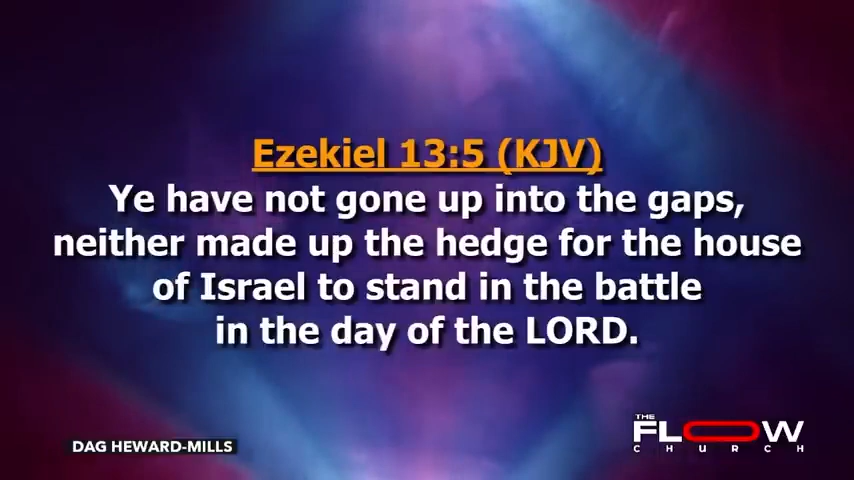 Ezekiel 13:5 (KJV)
Ye have not gone up into the gaps,
neither made up the hedge for the house
of Israel to stand in the battle
in the day of the LORD.
DAG HEWARD-MILLS
THE
FLOW
CHURCH